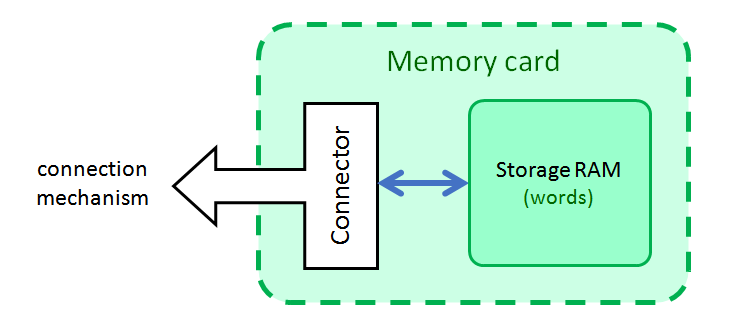 Memory card
connection
mechanism
Connector
Storage RAM
(words)